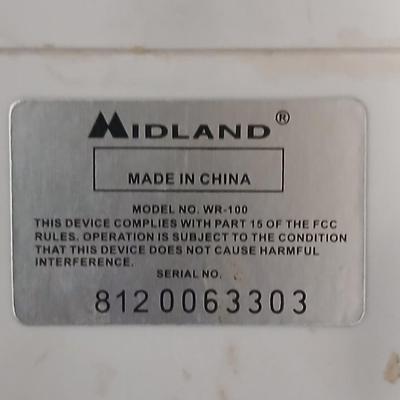 MIDLAND®
MADE IN CHINA
MODEL NO. WR-100
THIS DEVICE COMPLIES WITH PART 15 OF THE FCC
RULES. OPERATION IS SUBJECT TO THE CONDITION
THAT THIS DEVICE DOES NOT CAUSE HARMFUL
INTERFERENCE.
SERIAL NO.
8120063303